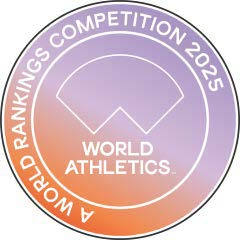 A WORLD RANKINGS COMPETITION 2025
WORLD
ATHLETICS